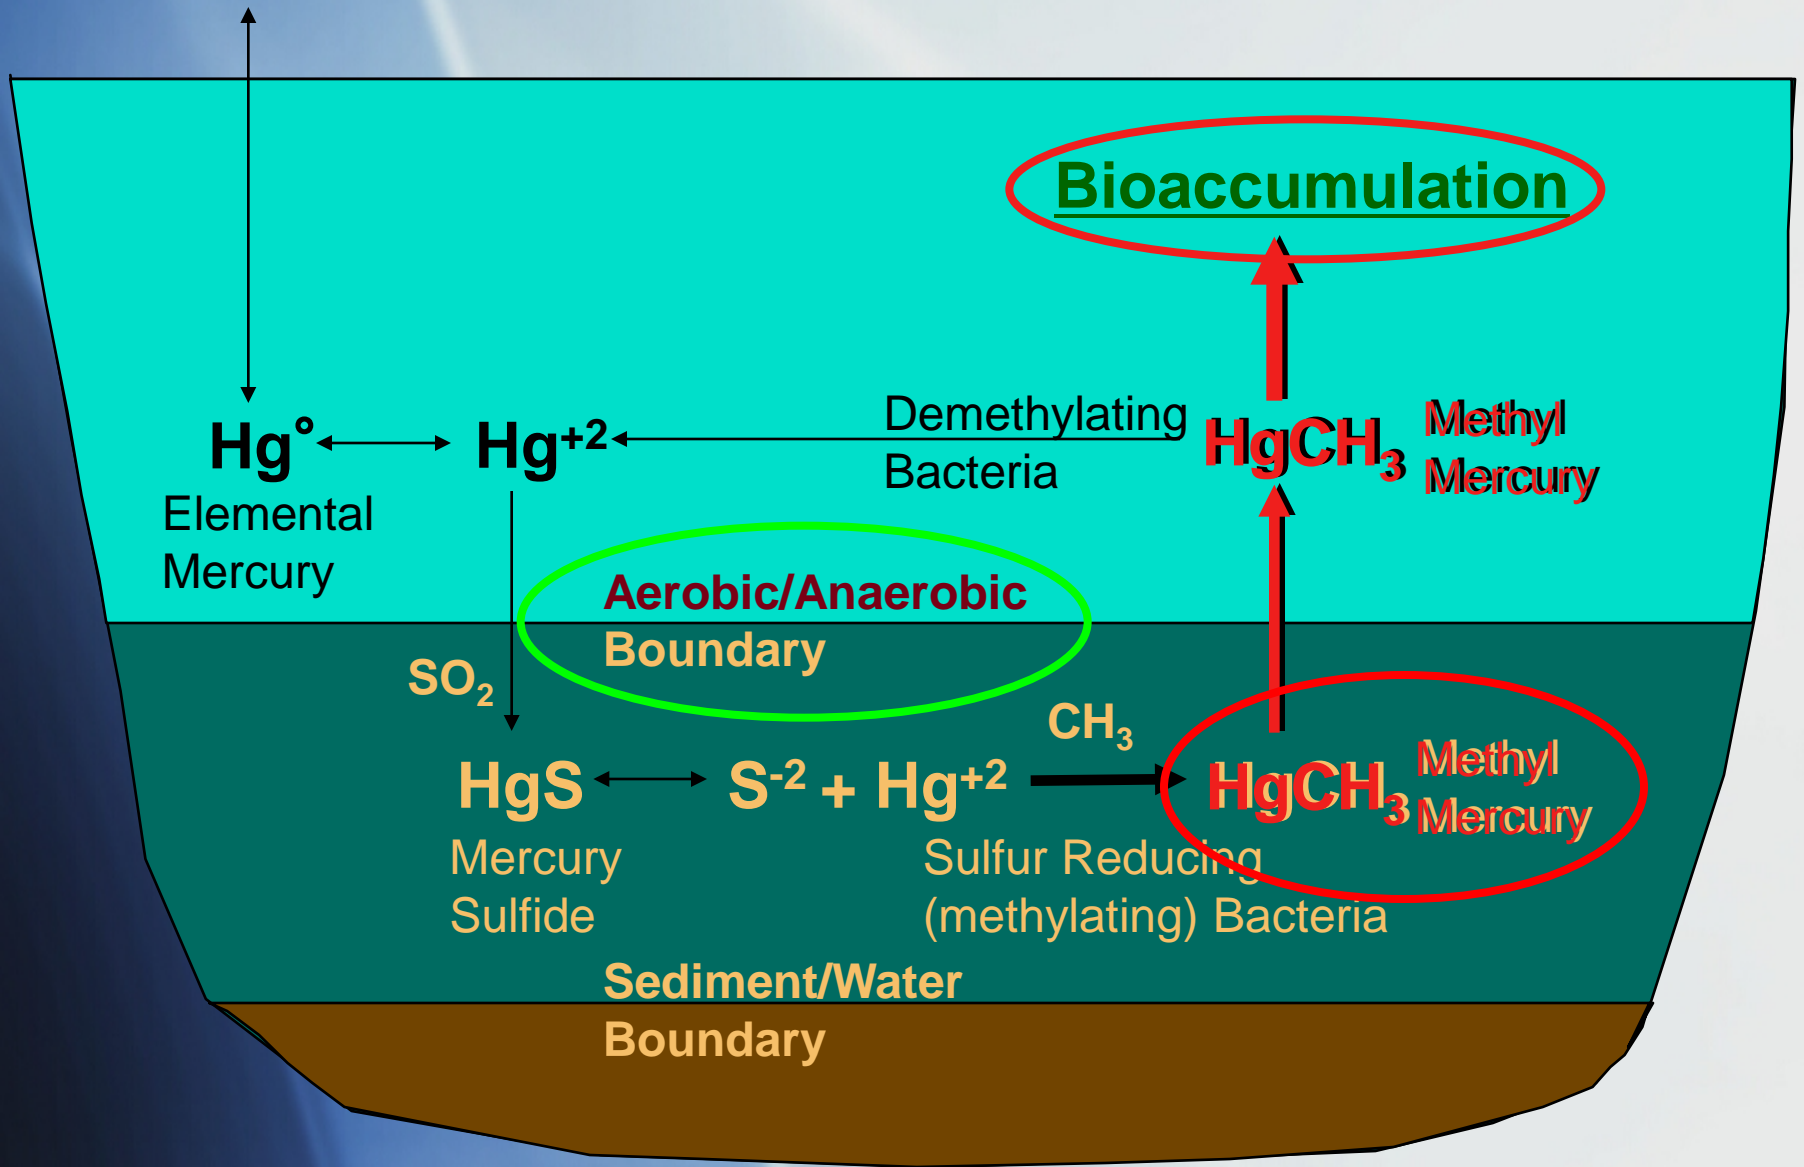 Bioaccumulation
Hg° Hg+2 Demethylating Bacteria HgCH3 Methyl Mercury
Elemental
Mercury
Aerobic/Anaerobic
Boundary
SO2
CH3
HgS S-2 + Hg+2 HgCH3 Methyl Mercury
Mercury
Sulfide
Sulfur Reducing
(methylating) Bacteria
Sediment/Water
Boundary